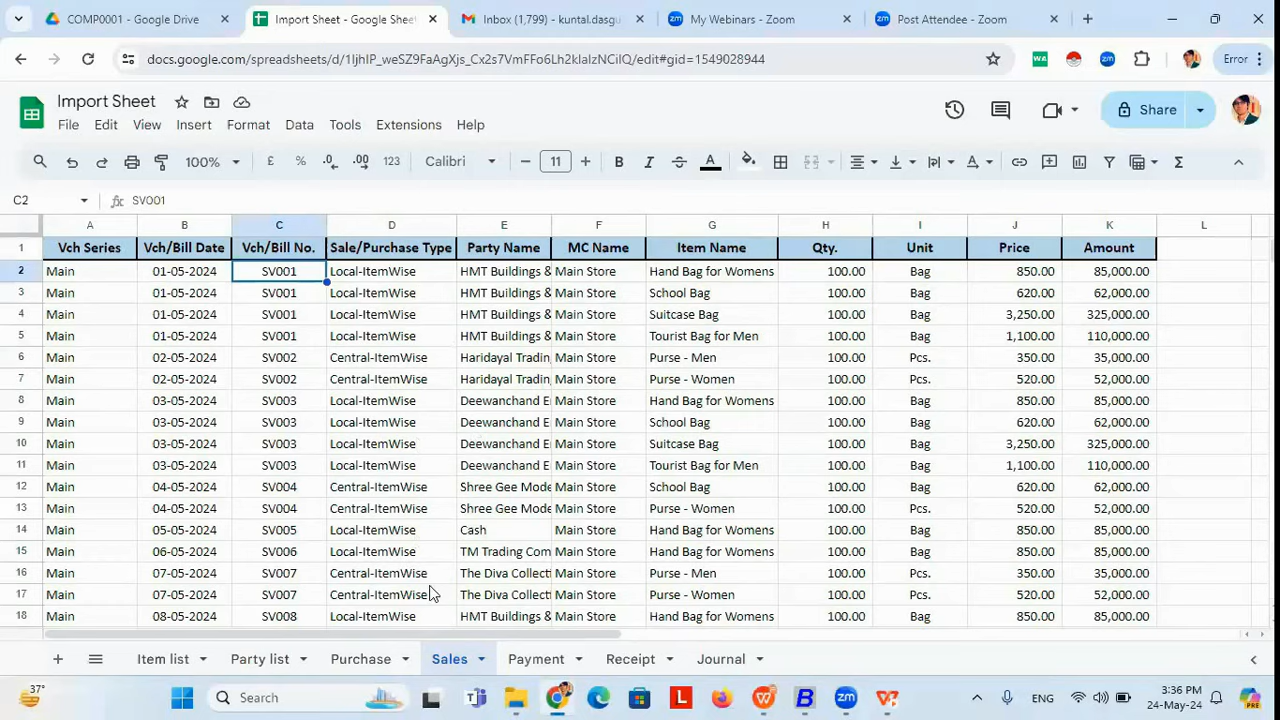 COMP0001 - Google Drive × Import Sheet - Google Shee × Inbox (1,799) - kuntal.dasgu × My Webinars - Zoom × Post Attendee - Zoom ×
docs.google.com/spreadsheets/d/1IjhIP_weSZ9FaAgXjs_Cx2s7VmFFo6Lh2klaIzNCiIQ/edit#gid=1549028944 Error
Import Sheet
File Edit View Insert Format Data Tools Extensions Help
Share
100% £ % .0 .00 123 Calibri 11 B I A Σ
C2 fx SV001
A B C D E F G H I J K L
1 Vch Series Vch/Bill Date Vch/Bill No. Sale/Purchase Type Party Name MC Name Item Name Qty. Unit Price Amount
2 Main 01-05-2024 SV001 Local-ItemWise HMT Buildings & Main Store Hand Bag for Womens 100.00 Bag 850.00 85,000.00
3 Main 01-05-2024 SV001 Local-ItemWise HMT Buildings & Main Store School Bag 100.00 Bag 620.00 62,000.00
4 Main 01-05-2024 SV001 Local-ItemWise HMT Buildings & Main Store Suitcase Bag 100.00 Bag 3,250.00 325,000.00
5 Main 01-05-2024 SV001 Local-ItemWise HMT Buildings & Main Store Tourist Bag for Men 100.00 Bag 1,100.00 110,000.00
6 Main 02-05-2024 SV002 Central-ItemWise Haridayal Tradin Main Store Purse - Men 100.00 Pcs. 350.00 35,000.00
7 Main 02-05-2024 SV002 Central-ItemWise Haridayal Tradin Main Store Purse - Women 100.00 Pcs. 520.00 52,000.00
8 Main 03-05-2024 SV003 Local-ItemWise Deewanchand E Main Store Hand Bag for Womens 100.00 Bag 850.00 85,000.00
9 Main 03-05-2024 SV003 Local-ItemWise Deewanchand E Main Store School Bag 100.00 Bag 620.00 62,000.00
10 Main 03-05-2024 SV003 Local-ItemWise Deewanchand E Main Store Suitcase Bag 100.00 Bag 3,250.00 325,000.00
11 Main 03-05-2024 SV003 Local-ItemWise Deewanchand E Main Store Tourist Bag for Men 100.00 Bag 1,100.00 110,000.00
12 Main 04-05-2024 SV004 Central-ItemWise Shree Gee Mode Main Store School Bag 100.00 Bag 620.00 62,000.00
13 Main 04-05-2024 SV004 Central-ItemWise Shree Gee Mode Main Store Purse - Women 100.00 Pcs. 520.00 52,000.00
14 Main 05-05-2024 SV005 Local-ItemWise Cash Main Store Hand Bag for Womens 100.00 Bag 850.00 85,000.00
15 Main 06-05-2024 SV006 Local-ItemWise TM Trading Com Main Store Hand Bag for Womens 100.00 Bag 850.00 85,000.00
16 Main 07-05-2024 SV007 Central-ItemWise The Diva Collecti Main Store Purse - Men 100.00 Pcs. 350.00 35,000.00
17 Main 07-05-2024 SV007 Central-ItemWise The Diva Collecti Main Store Purse - Women 100.00 Pcs. 520.00 52,000.00
18 Main 08-05-2024 SV008 Local-ItemWise HMT Buildings & Main Store Hand Bag for Womens 100.00 Bag 850.00 85,000.00
Item list Party list Purchase Sales Payment Receipt Journal
37° Search ENG 3:36 PM
24-May-24